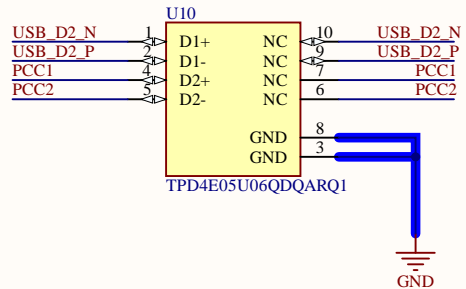 U10
USB_D2_N 1 D1+ NC 10 USB_D2_N
USB_D2_P 2 D1- NC 9 USB_D2_P
PCC1 4 D2+ NC 7 PCC1
PCC2 5 D2- NC 6 PCC2
GND 8
GND 3
TPD4E05U06QDQARQ1
GND